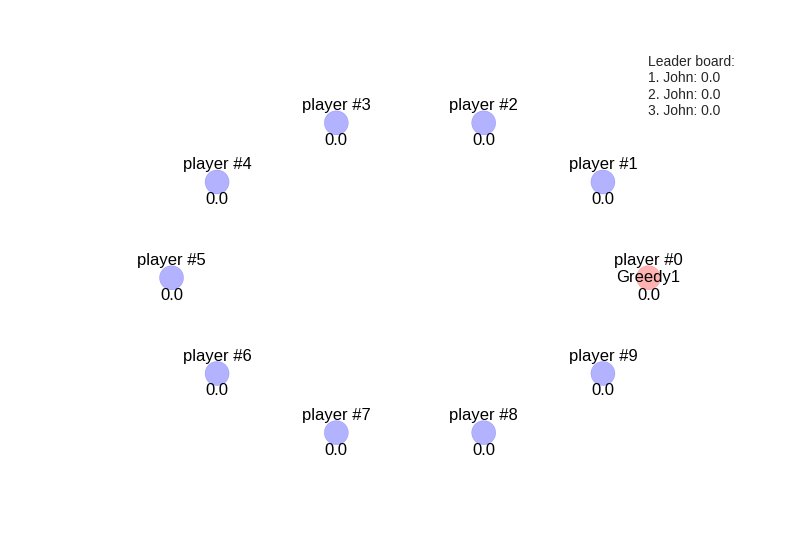 Leader board:
1. John: 0.0
2. John: 0.0
3. John: 0.0
player #3
0.0
player #2
0.0
player #4
0.0
player #1
0.0
player #5
0.0
player #0
Greedy1
0.0
player #6
0.0
player #9
0.0
player #7
0.0
player #8
0.0